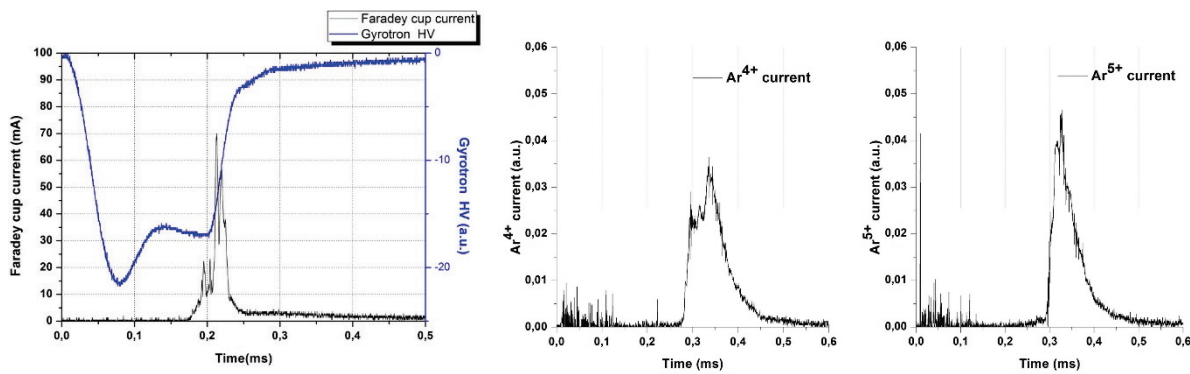 Faradey cup current
Gyrotron HV
100
90
80
70
60
50
40
30
20
10
0
Faradey cup current (mA)
0
-10
-20
Gyrotron HV (a.u.)
0,0 0,1 0,2 0,3 0,4 0,5
Time(ms)
0,06
0,05
0,04
0,03
0,02
0,01
0,00
Ar4+ current (a.u.)
Ar4+ current
0,0 0,1 0,2 0,3 0,4 0,5 0,6
Time (ms)
0,06
0,05
0,04
0,03
0,02
0,01
0,00
Ar5+ current (a.u.)
Ar5+ current
0,0 0,1 0,2 0,3 0,4 0,5 0,6
Time (ms)